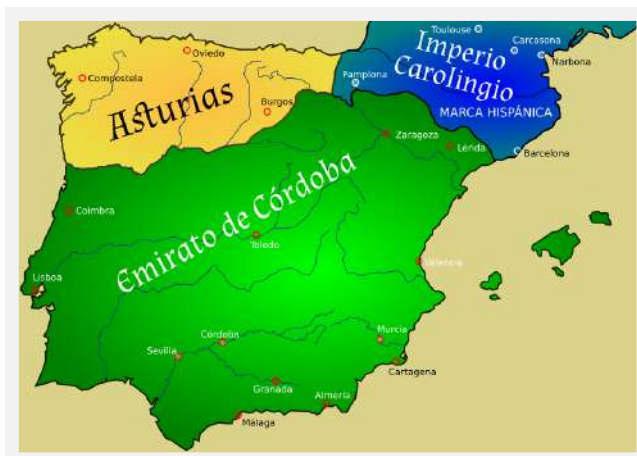 Toulouse
Carcasona
Narbona
Imperio
Carolingio
MARCA HISPÁNICA
Oviedo
Compostela
Pamplona
Asturias
Burgos
Zaragoza
Lérida
Barcelona
Emirato de Córdoba
Coimbra
Toledo
Valencia
Lisboa
Córdoba
Murcia
Sevilla
Cartagena
Granada
Almería
Málaga